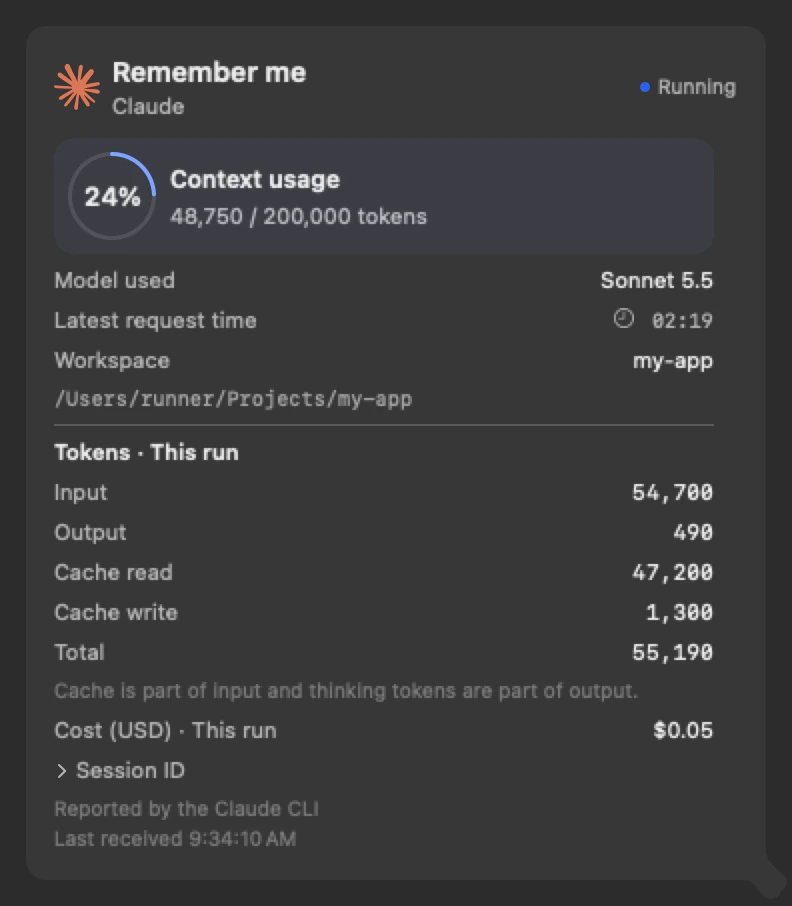 Remember me
Claude
Running
24%
Context usage
48,750 / 200,000 tokens
Model used Sonnet 5.5
Latest request time 02:19
Workspace my-app
/Users/runner/Projects/my-app
Tokens · This run
Input 54,700
Output 490
Cache read 47,200
Cache write 1,300
Total 55,190
Cache is part of input and thinking tokens are part of output.
Cost (USD) · This run $0.05
Session ID
Reported by the Claude CLI
Last received 9:34:10 AM